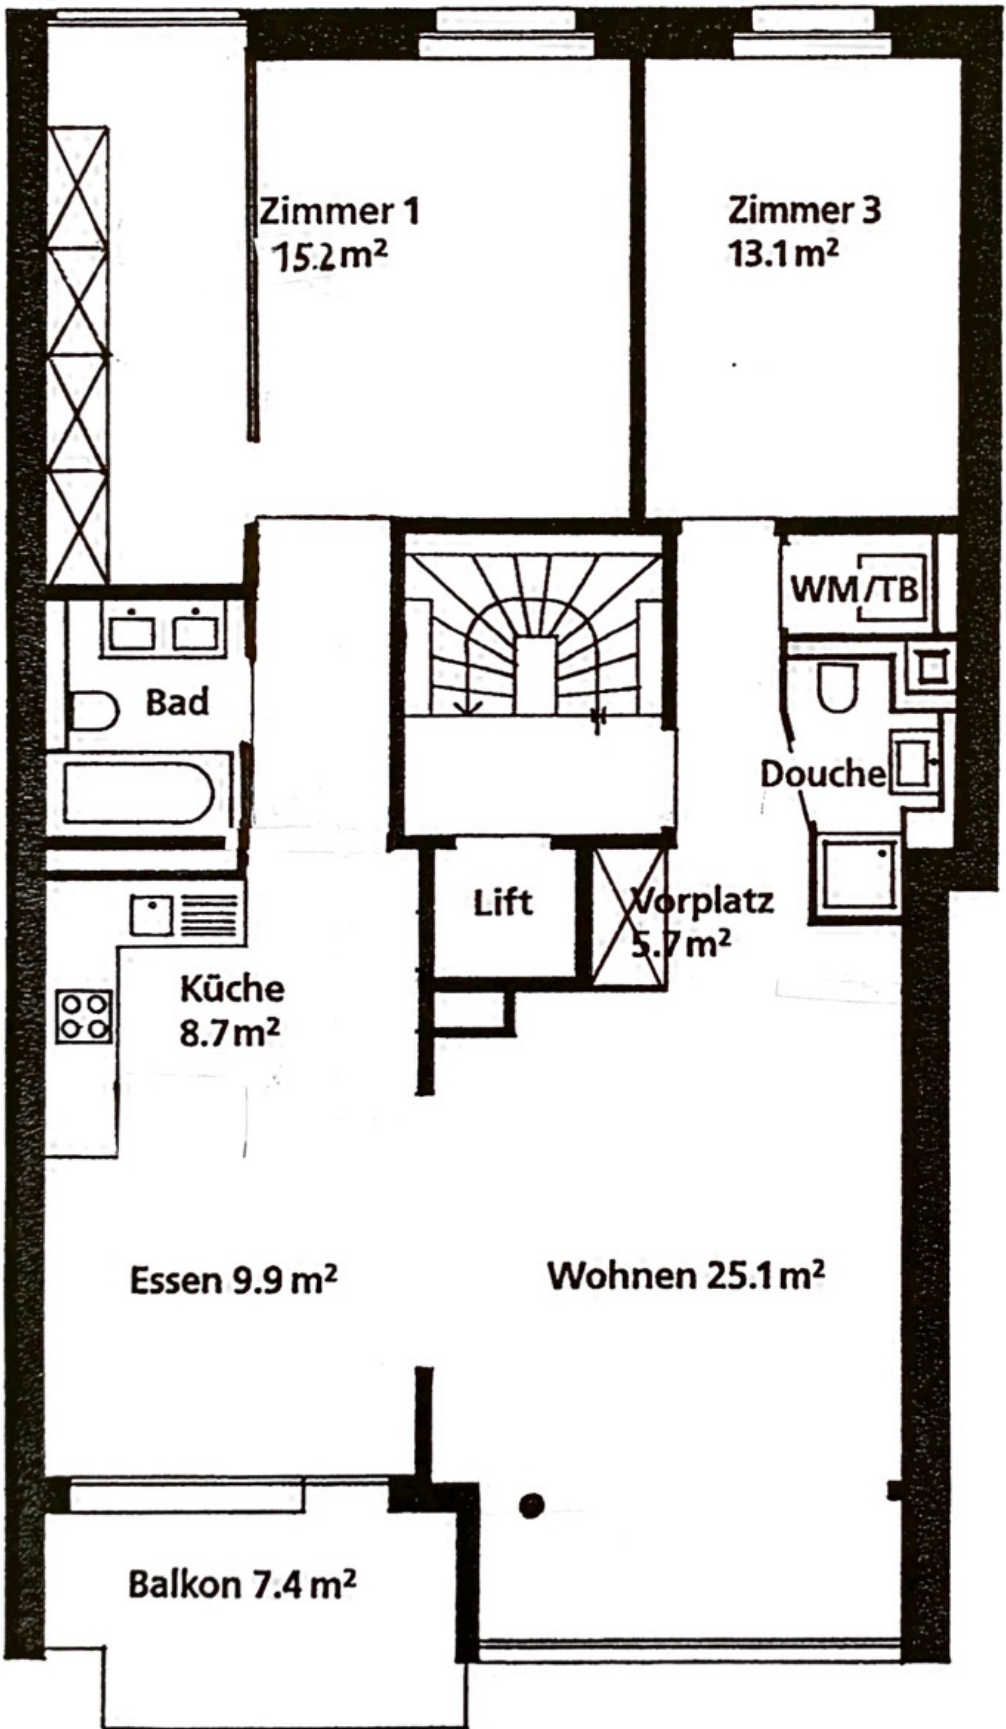 Zimmer 1
15.2 m²
Zimmer 3
13.1 m²
WM/TB
Bad
Douche
Lift
Vorplatz
5.7 m²
Küche
8.7 m²
Essen 9.9 m²
Wohnen 25.1 m²
Balkon 7.4 m²